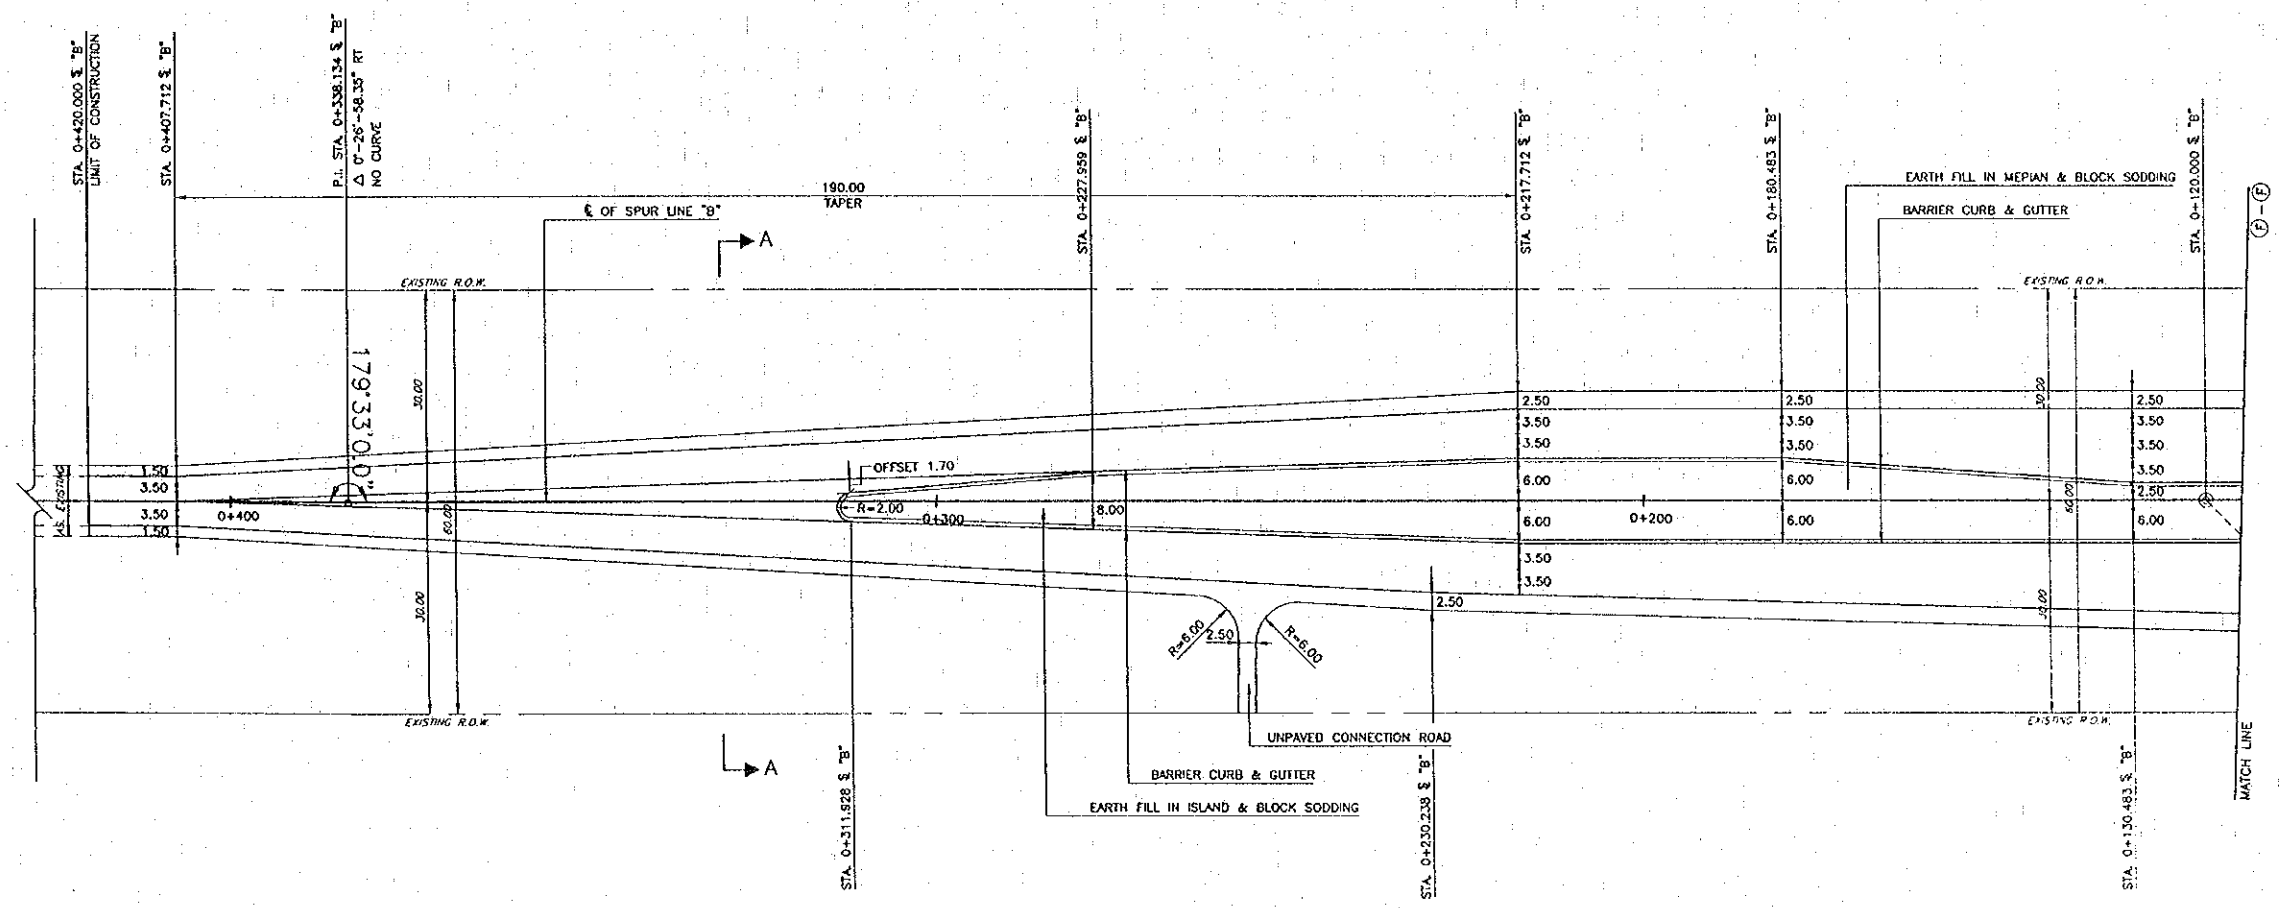 STA. 0+420.000 ℄ "B"
LIMIT OF CONSTRUCTION
STA. 0+407.712 ℄ "B"
P.I. STA. 0+338.134 ℄ "B"
Δ 0°-26'-58.35" RT
NO CURVE
190.00
TAPER
℄ OF SPUR LINE "B"
A
STA. 0+227.959 ℄ "B"
STA. 0+217.712 ℄ "B"
STA. 0+180.483 ℄ "B"
EARTH FILL IN MEPIAN & BLOCK SODDING
BARRIER CURB & GUTTER
STA. 0+120.000 ℄ "B"
F - F
EXISTING R.O.W.
EXISTING R.O.W.
30.00
179°33'0.0"
60.00
30.00
AS. EXISTING
1.50
3.50
3.50
1.50
0+400
OFFSET 1.70
R=2.00
0+300
8.00
2.50
3.50
3.50
6.00
6.00
3.50
3.50
0+200
2.50
3.50
3.50
6.00
6.00
30.00
60.00
30.00
2.50
3.50
3.50
3.50
2.50
6.00
2.50
R=6.00
2.50
R=6.00
EXISTING R.O.W.
EXISTING R.O.W.
UNPAVED CONNECTION ROAD
A
BARRIER CURB & GUTTER
EARTH FILL IN ISLAND & BLOCK SODDING
STA. 0+311.928 ℄ "B"
STA. 0+230.238 ℄ "B"
STA. 0+130.483 ℄ "B"
MATCH LINE